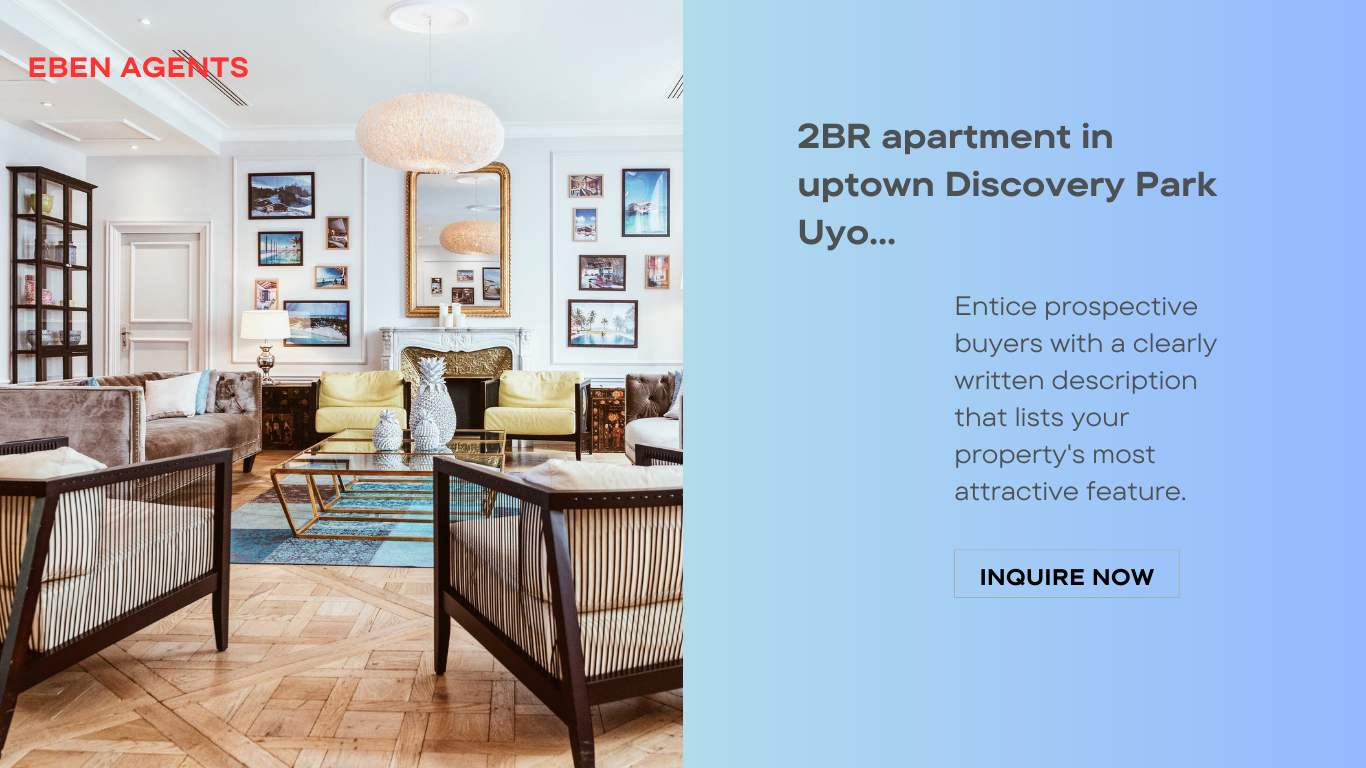 EBEN AGENTS
2BR apartment in
uptown Discovery Park
Uyo...
Entice prospective
buyers with a clearly
written description
that lists your
property's most
attractive feature.
INQUIRE NOW